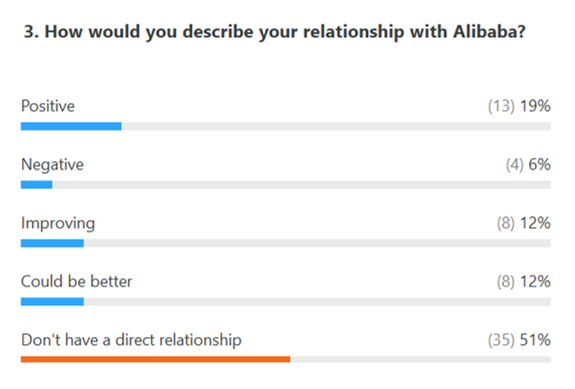 3. How would you describe your relationship with Alibaba?
Positive (13) 19%
Negative (4) 6%
Improving (8) 12%
Could be better (8) 12%
Don't have a direct relationship (35) 51%